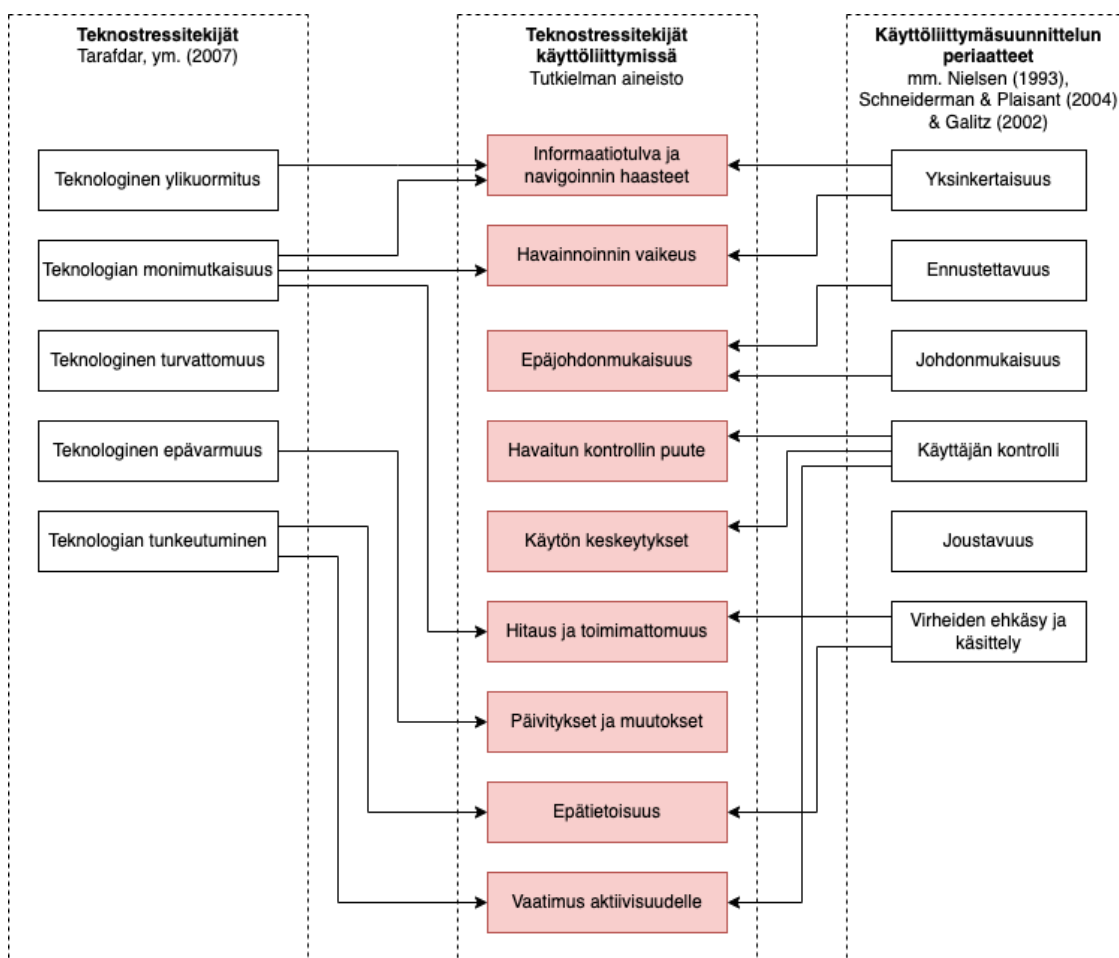 Teknostressitekijät
Tarafdar, ym. (2007)
Teknologinen ylikuormitus
Teknologian monimutkaisuus
Teknologinen turvattomuus
Teknologinen epävarmuus
Teknologian tunkeutuminen
Teknostressitekijät
käyttöliittymissä
Tutkielman aineisto
Informaatiotulva ja
navigoinnin haasteet
Havainnoinnin vaikeus
Epäjohdonmukaisuus
Havaitun kontrollin puute
Käytön keskeytykset
Hitaus ja toimimattomuus
Päivitykset ja muutokset
Epätietoisuus
Vaatimus aktiivisuudelle
Käyttöliittymäsuunnittelun
periaatteet
mm. Nielsen (1993),
Schneiderman & Plaisant (2004)
& Galitz (2002)
Yksinkertaisuus
Ennustettavuus
Johdonmukaisuus
Käyttäjän kontrolli
Joustavuus
Virheiden ehkäsy ja
käsittely